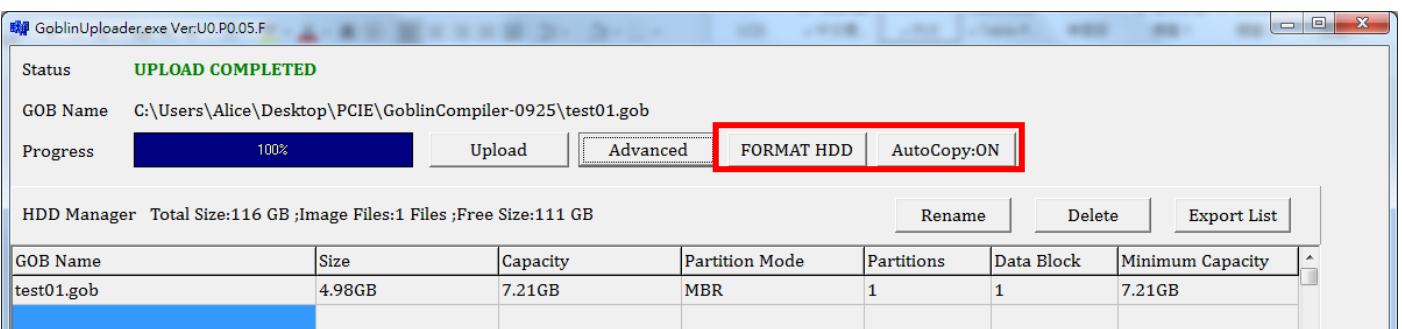 GoblinUploader.exe Ver:U0.P0.05.F
Status UPLOAD COMPLETED
GOB Name C:\Users\Alice\Desktop\PCIE\GoblinCompiler-0925\test01.gob
Progress 100% Upload Advanced FORMAT HDD AutoCopy:ON
HDD Manager Total Size:116 GB ;Image Files:1 Files ;Free Size:111 GB Rename Delete Export List
GOB Name Size Capacity Partition Mode Partitions Data Block Minimum Capacity
test01.gob 4.98GB 7.21GB MBR 1 1 7.21GB